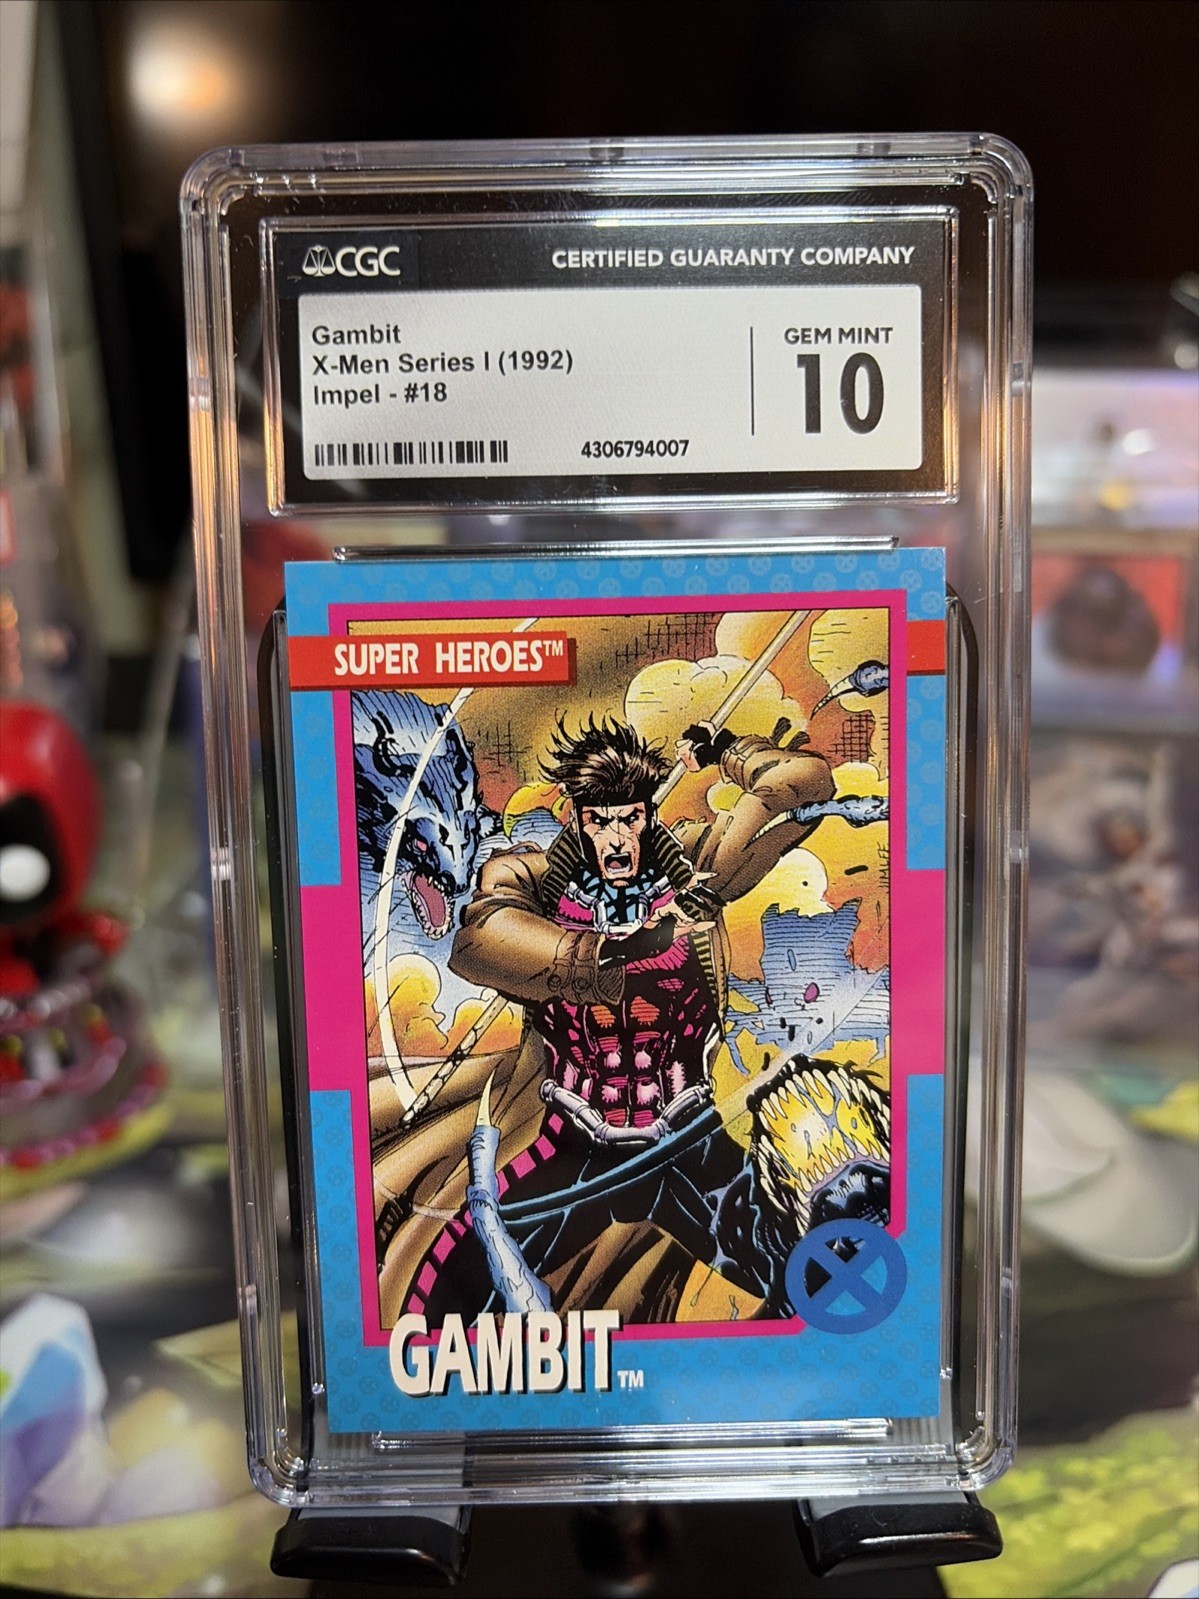 CGC
CERTIFIED GUARANTY COMPANY
Gambit
X-Men Series I (1992)
Impel - #18
GEM MINT
10
4306794007
SUPER HEROES™
GAMBIT™